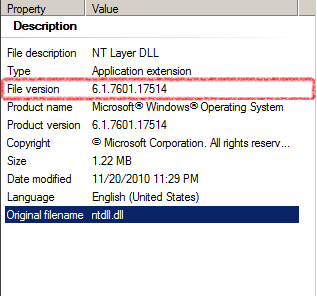 Property Value
Description
File description NT Layer DLL
Type Application extension
File version 6.1.7601.17514
Product name Microsoft® Windows® Operating System
Product version 6.1.7601.17514
Copyright © Microsoft Corporation. All rights reserv...
Size 1.22 MB
Date modified 11/20/2010 11:29 PM
Language English (United States)
Original filename ntdll.dll